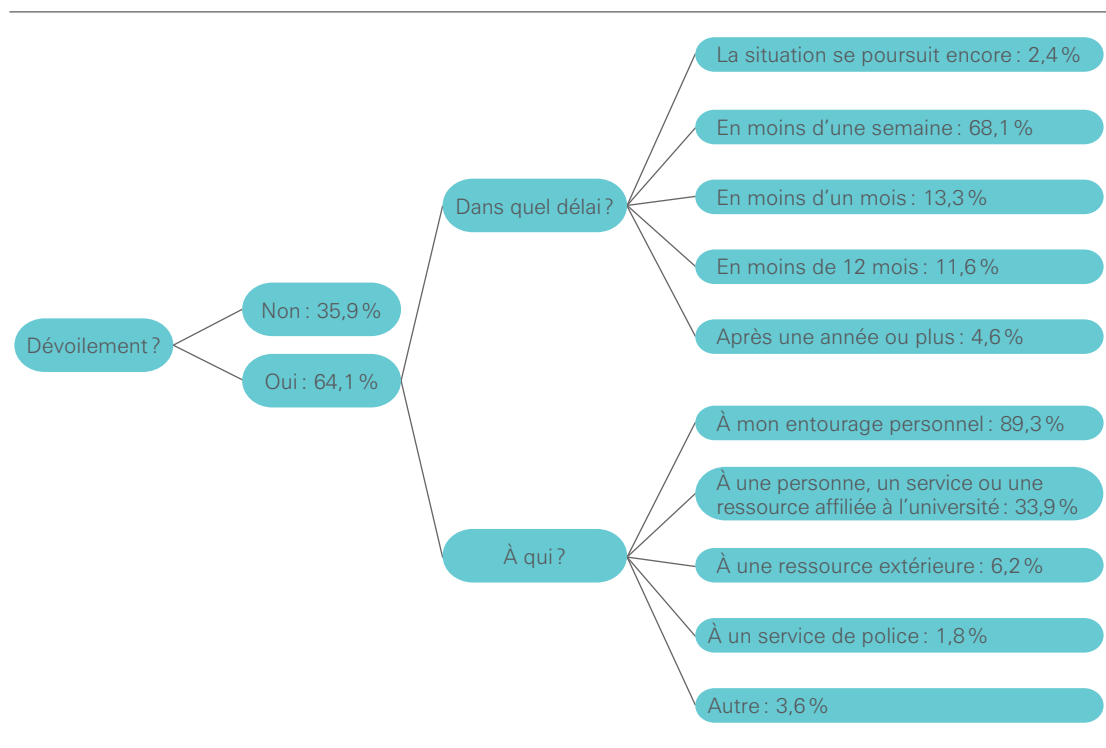 Dévoilement ?
Non : 35,9 %
Oui : 64,1 %
Dans quel délai ?
La situation se poursuit encore : 2,4 %
En moins d'une semaine : 68,1 %
En moins d'un mois : 13,3 %
En moins de 12 mois : 11,6 %
Après une année ou plus : 4,6 %
À qui ?
À mon entourage personnel : 89,3 %
À une personne, un service ou une
ressource affiliée à l'université : 33,9 %
À une ressource extérieure : 6,2 %
À un service de police : 1,8 %
Autre : 3,6 %